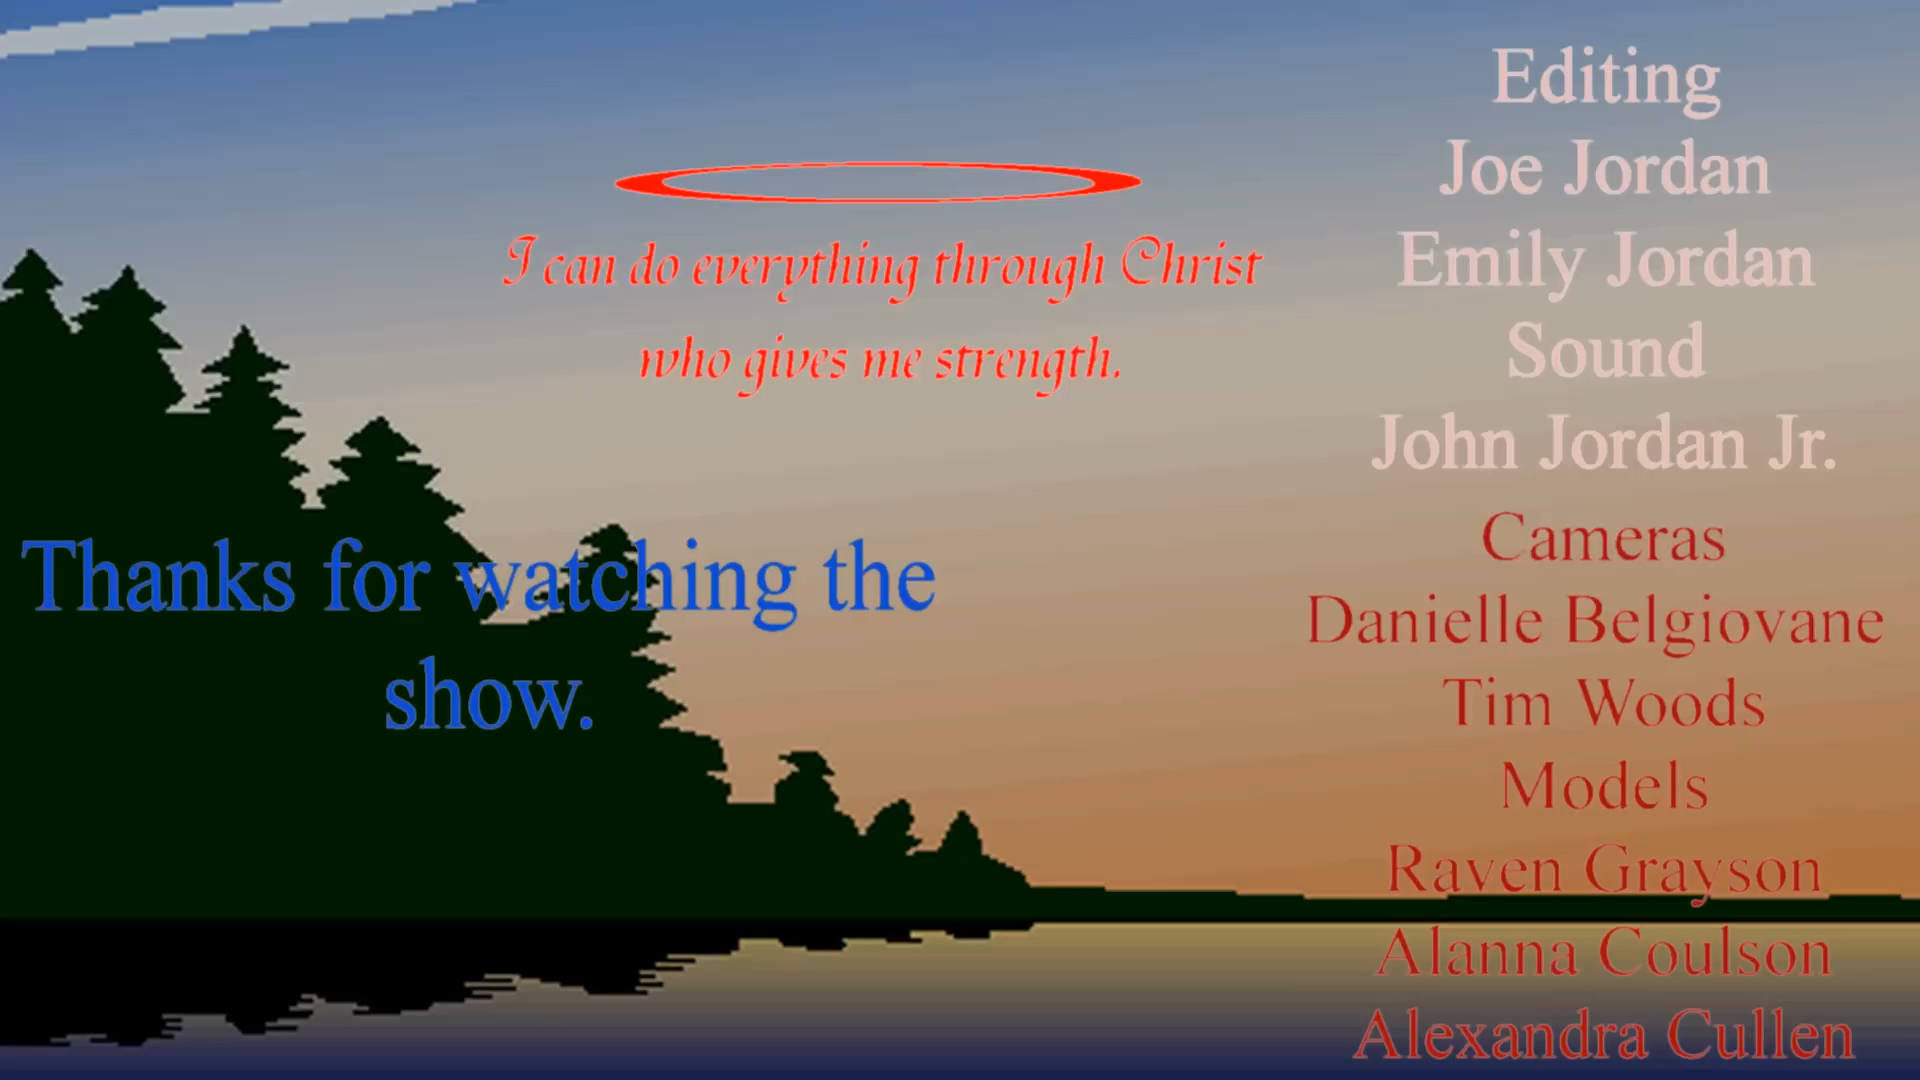 I can do everything through Christ
who gives me strength.
Thanks for watching the
show.
Editing
Joe Jordan
Emily Jordan
Sound
John Jordan Jr.
Cameras
Danielle Belgiovane
Tim Woods
Models
Raven Grayson
Alanna Coulson
Alexandra Cullen